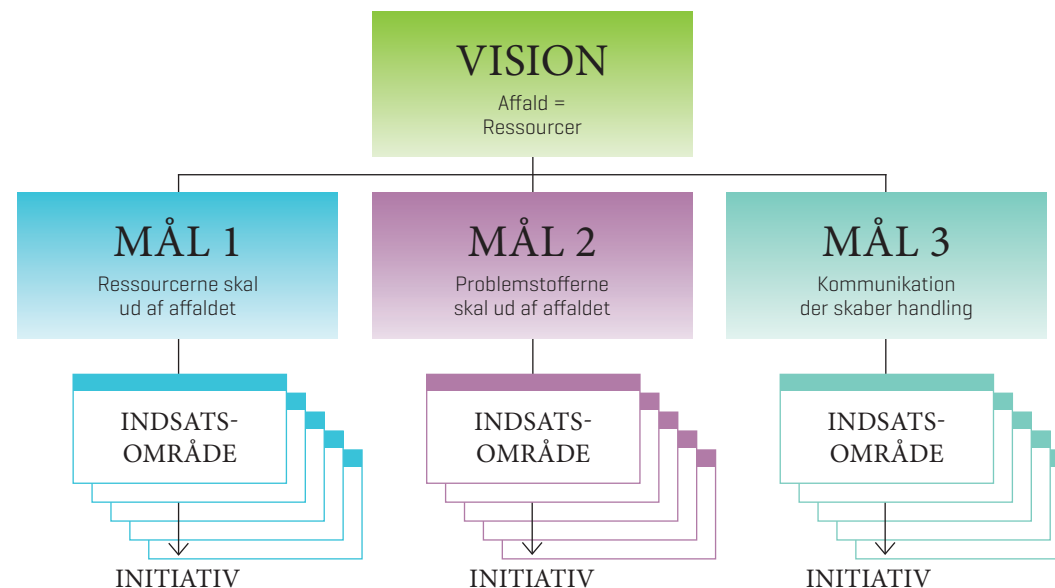 VISION
Affald =
Ressourcer
MÅL 1
Ressourcerne skal
ud af affaldet
MÅL 2
Problemstofferne
skal ud af affaldet
MÅL 3
Kommunikation
der skaber handling
INDSATS-
OMRÅDE
INDSATS-
OMRÅDE
INDSATS-
OMRÅDE
INITIATIV
INITIATIV
INITIATIV